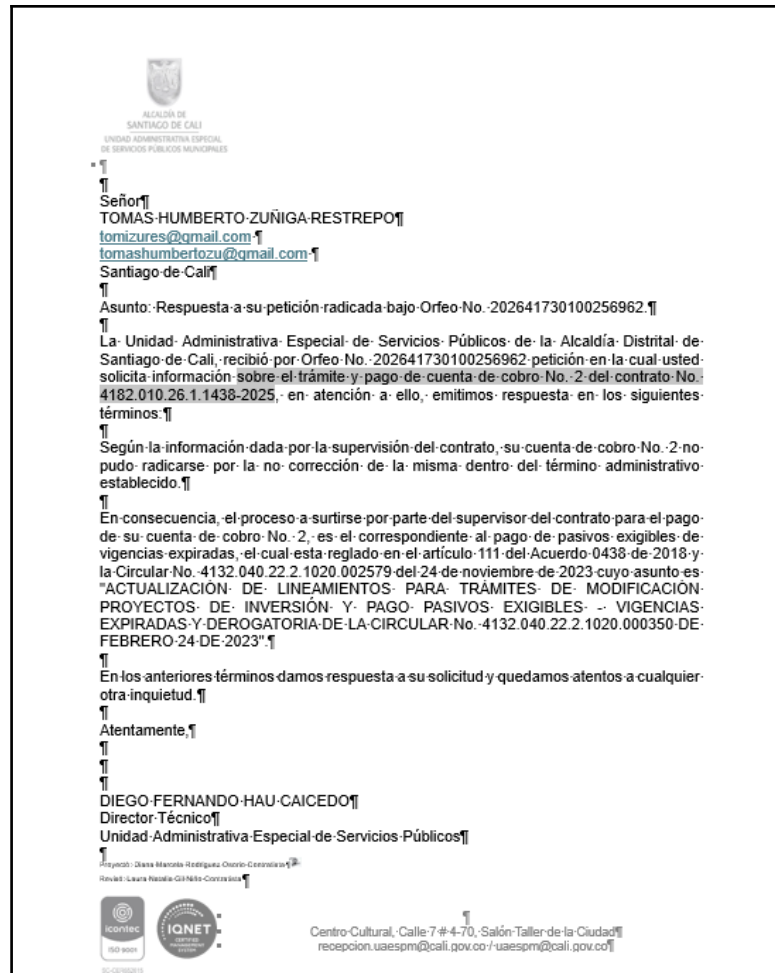 ALCALDÍA DE
SANTIAGO DE CALI
UNIDAD ADMINISTRATIVA ESPECIAL
DE SERVICIOS PÚBLICOS MUNICIPALES
¶
¶
Señor¶
TOMAS·HUMBERTO·ZUÑIGA·RESTREPO¶
tomizures@gmail.com·¶
tomashumbertozu@gmail.com·¶
Santiago·de·Cali¶
¶
Asunto:·Respuesta·a·su·petición·radicada·bajo·Orfeo·No.·202641730100256962.¶
¶
La· Unidad· Administrativa· Especial· de· Servicios· Públicos· de· la· Alcaldía· Distrital· de·
Santiago·de·Cali,·recibió·por·Orfeo·No.·202641730100256962·petición·en·la·cual·usted·
solicita·información·sobre·el·trámite·y·pago·de·cuenta·de·cobro·No.·2·del·contrato·No.·
4182.010.26.1.1438-2025,· en· atención· a· ello,· emitimos· respuesta· en· los· siguientes·
términos:¶
¶
Según·la·información·dada·por·la·supervisión·del·contrato,·su·cuenta·de·cobro·No.·2·no·
pudo· radicarse· por· la· no· corrección· de· la· misma· dentro· del· término· administrativo·
establecido.¶
¶
En·consecuencia,·el·proceso·a·surtirse·por·parte·del·supervisor·del·contrato·para·el·pago·
de· su· cuenta· de· cobro· No.· 2,· es· el· correspondiente· al· pago· de· pasivos· exigibles· de·
vigencias·expiradas,·el·cual·esta·reglado·en·el·artículo·111·del·Acuerdo·0438·de·2018·y·
la·Circular·No.·4132.040.22.2.1020.002579·del·24·de·noviembre·de·2023·cuyo·asunto·es·
"ACTUALIZACIÓN· DE· LINEAMIENTOS· PARA· TRÁMITES· DE· MODIFICACIÓN·
PROYECTOS· DE· INVERSIÓN· Y· PAGO· PASIVOS· EXIGIBLES· -· VIGENCIAS·
EXPIRADAS·Y·DEROGATORIA·DE·LA·CIRCULAR·No.·4132.040.22.2.1020.000350·DE·
FEBRERO·24·DE·2023".¶
¶
En·los·anteriores·términos·damos·respuesta·a·su·solicitud·y·quedamos·atentos·a·cualquier·
otra·inquietud.¶
¶
Atentamente,¶
¶
¶
¶
DIEGO·FERNANDO·HAU·CAICEDO¶
Director·Técnico¶
Unidad·Administrativa·Especial·de·Servicios·Públicos¶
¶
Proyectó:·Diana·Marcela·Rodríguez·Osorio-Contratista·¶
Revisó:·Laura·Natalia·Gil·Niño-Contratista·¶
icontec
ISO 9001
IQNET
CERTIFIED
MANAGEMENT
SYSTEM
¶
Centro·Cultural,·Calle·7·#·4-70,·Salón·Taller·de·la·Ciudad¶
recepcion.uaespm@cali.gov.co·/·uaespm@cali.gov.co¶